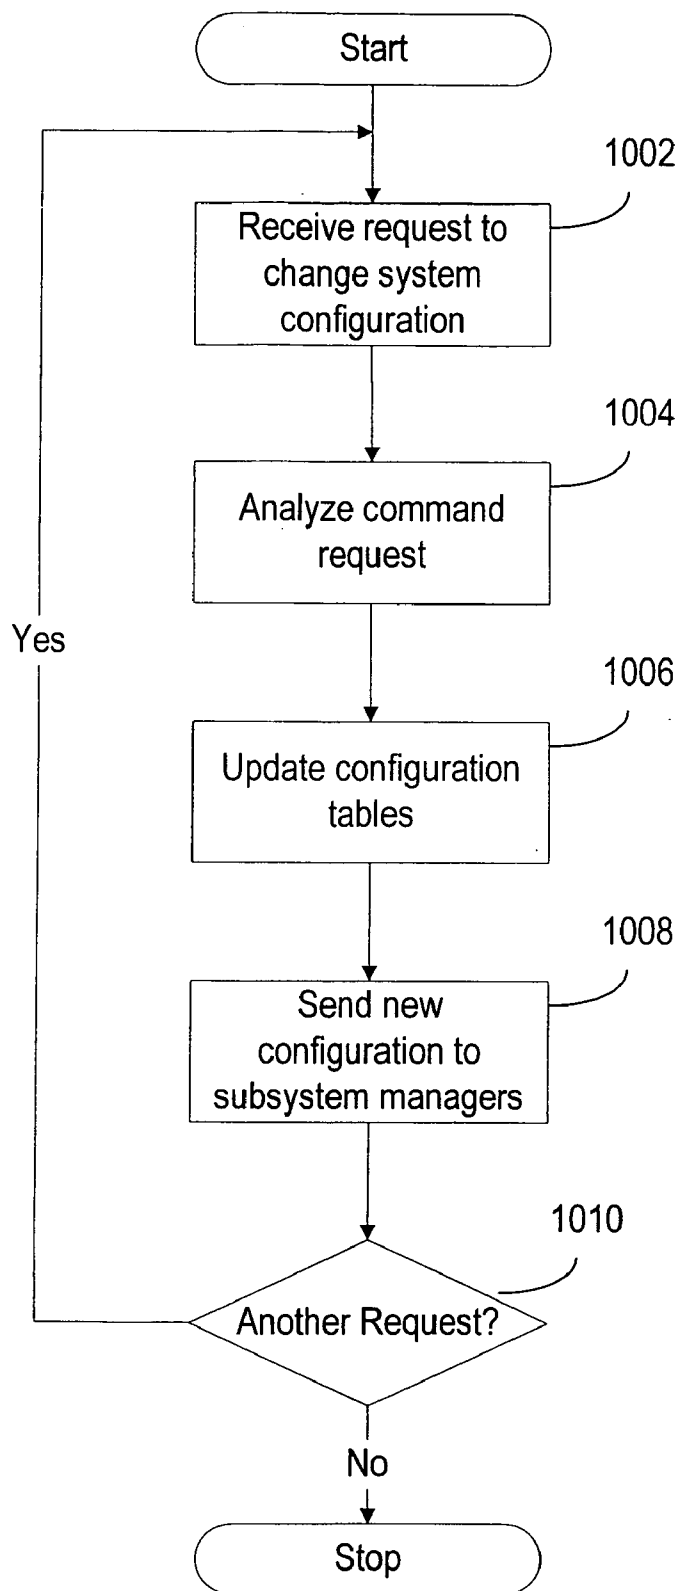 Start
1002
Receive request to
change system
configuration
1004
Analyze command
request
Yes
1006
Update configuration
tables
1008
Send new
configuration to
subsystem managers
1010
Another Request?
No
Stop